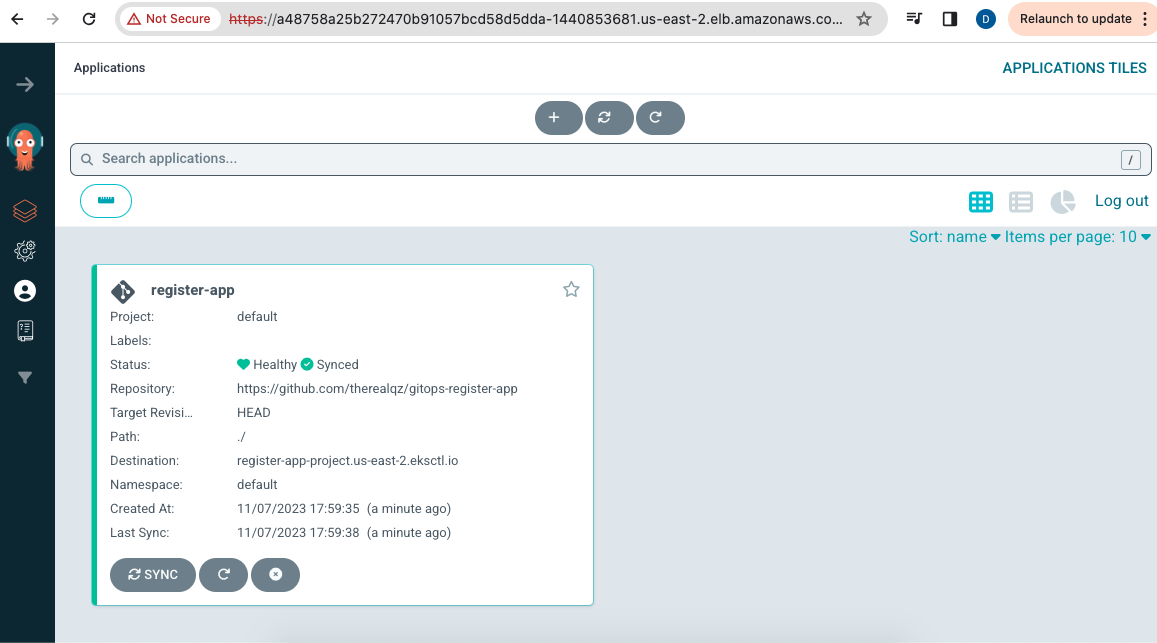 Not Secure https://a48758a25b272470b91057bcd58d5dda-1440853681.us-east-2.elb.amazonaws.co... D Relaunch to update
Applications APPLICATIONS TILES
Search applications... /
Log out
Sort: name Items per page: 10
register-app
Project: default
Labels:
Status: Healthy Synced
Repository: https://github.com/therealqz/gitops-register-app
Target Revisi... HEAD
Path: ./
Destination: register-app-project.us-east-2.eksctl.io
Namespace: default
Created At: 11/07/2023 17:59:35 (a minute ago)
Last Sync: 11/07/2023 17:59:38 (a minute ago)
SYNC